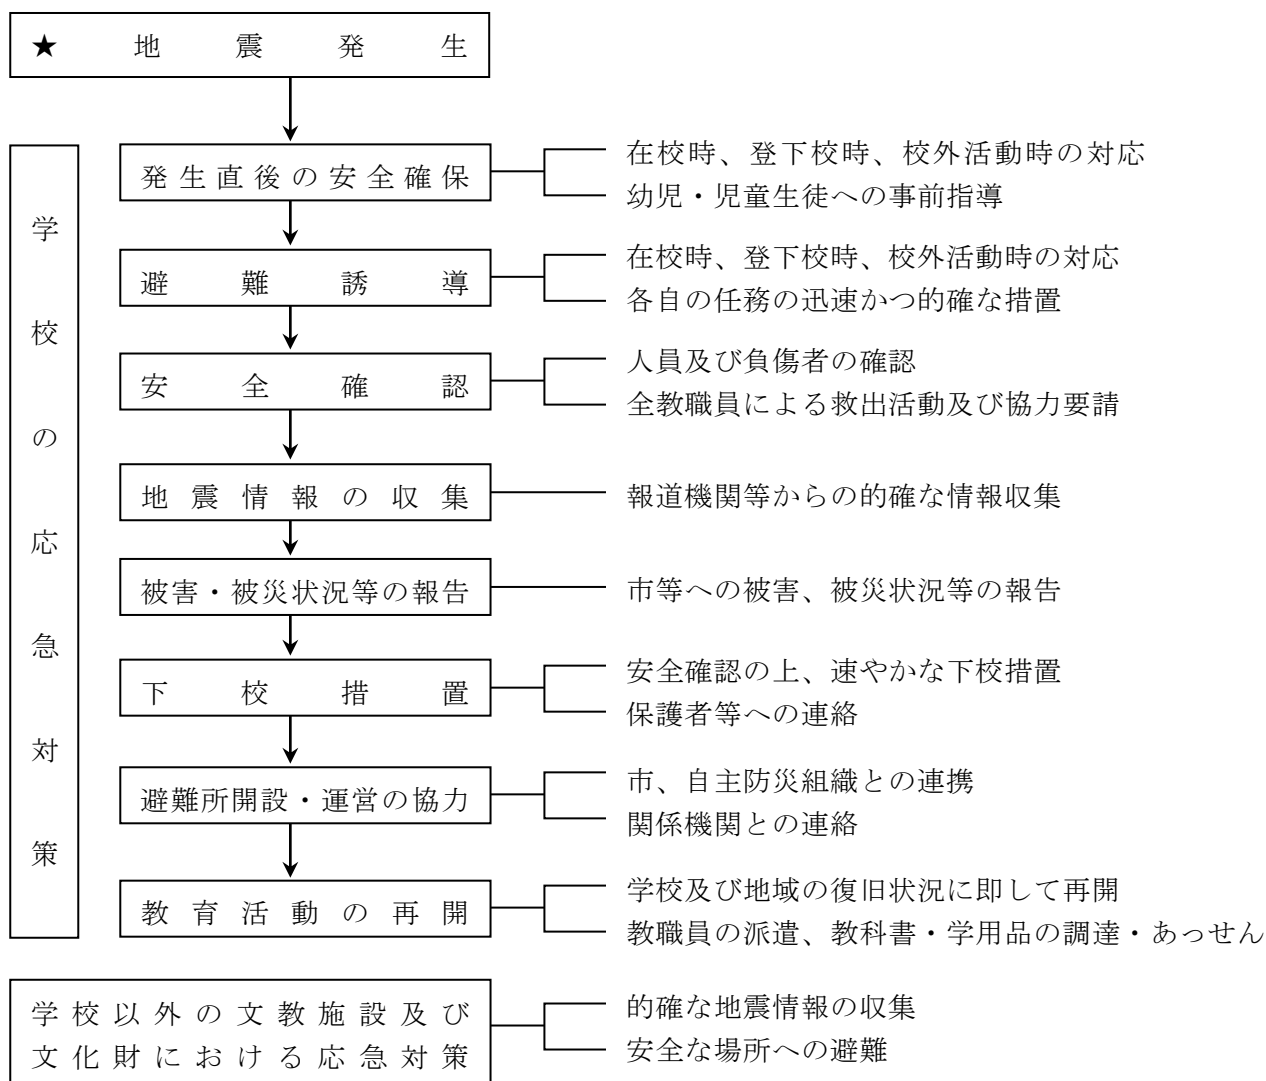 ★地震発生
学校の応急対策
発生直後の安全確保
在校時、登下校時、校外活動時の対応
幼児・児童生徒への事前指導
避難誘導
在校時、登下校時、校外活動時の対応
各自の任務の迅速かつ的確な措置
安全確認
人員及び負傷者の確認
全教職員による救出活動及び協力要請
地震情報の収集
報道機関等からの的確な情報収集
被害・被災状況等の報告
市等への被害、被災状況等の報告
下校措置
安全確認の上、速やかな下校措置
保護者等への連絡
避難所開設・運営の協力
市、自主防災組織との連携
関係機関との連絡
教育活動の再開
学校及び地域の復旧状況に即して再開
教職員の派遣、教科書・学用品の調達・あっせん
学校以外の文教施設及び
文化財における応急対策
的確な地震情報の収集
安全な場所への避難